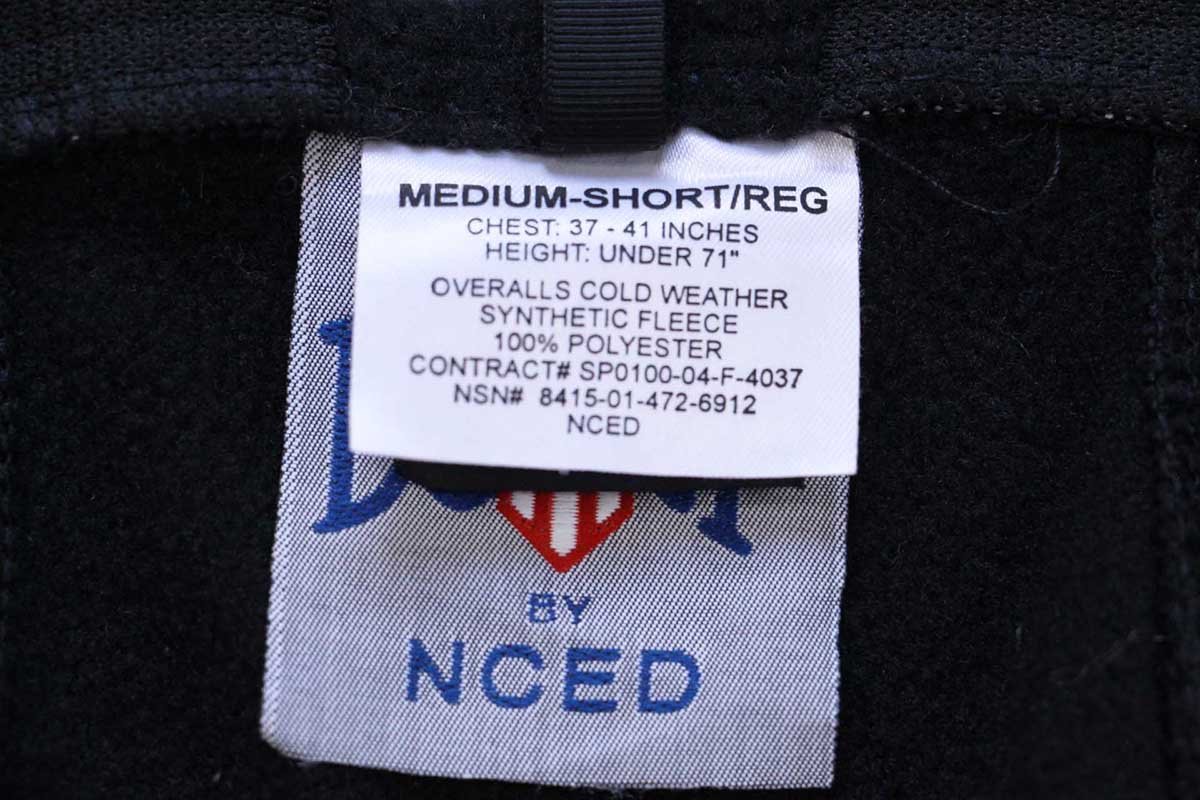 MEDIUM-SHORT/REG
CHEST: 37 - 41 INCHES
HEIGHT: UNDER 71"
OVERALLS COLD WEATHER
SYNTHETIC FLEECE
100% POLYESTER
CONTRACT# SP0100-04-F-4037
NSN# 8415-01-472-6912
NCED
BY
NCED